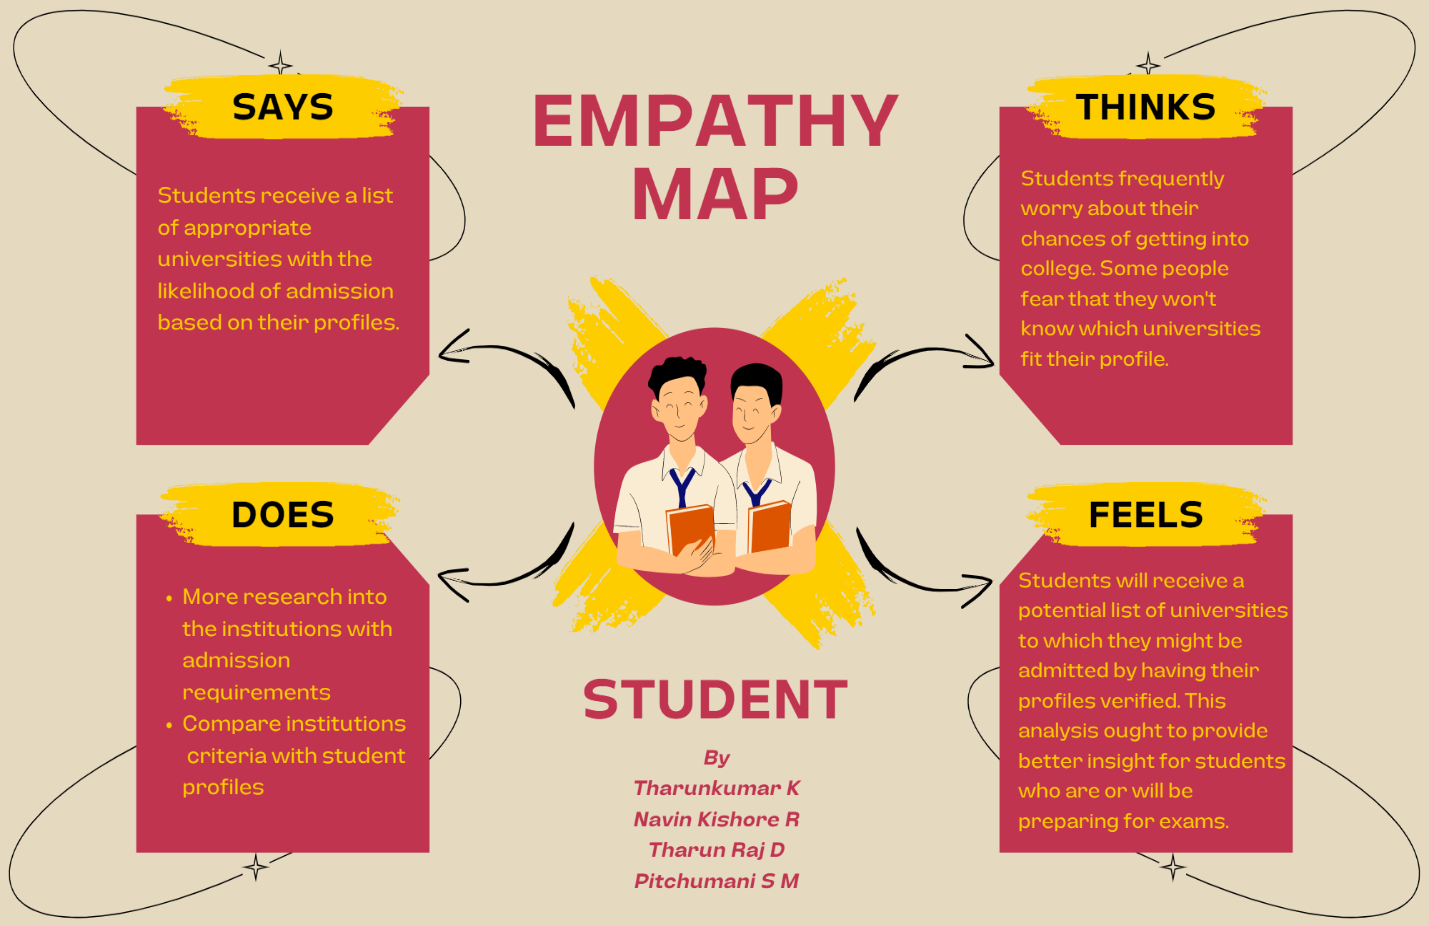 EMPATHY
MAP
SAYS
Students receive a list
of appropriate
universities with the
likelihood of admission
based on their profiles.
THINKS
Students frequently
worry about their
chances of getting into
college. Some people
fear that they won't
know which universities
fit their profile.
DOES
• More research into
the institutions with
admission
requirements
• Compare institutions
criteria with student
profiles
FEELS
Students will receive a
potential list of universities
to which they might be
admitted by having their
profiles verified. This
analysis ought to provide
better insight for students
who are or will be
preparing for exams.
STUDENT
By
Tharunkumar K
Navin Kishore R
Tharun Raj D
Pitchumani S M